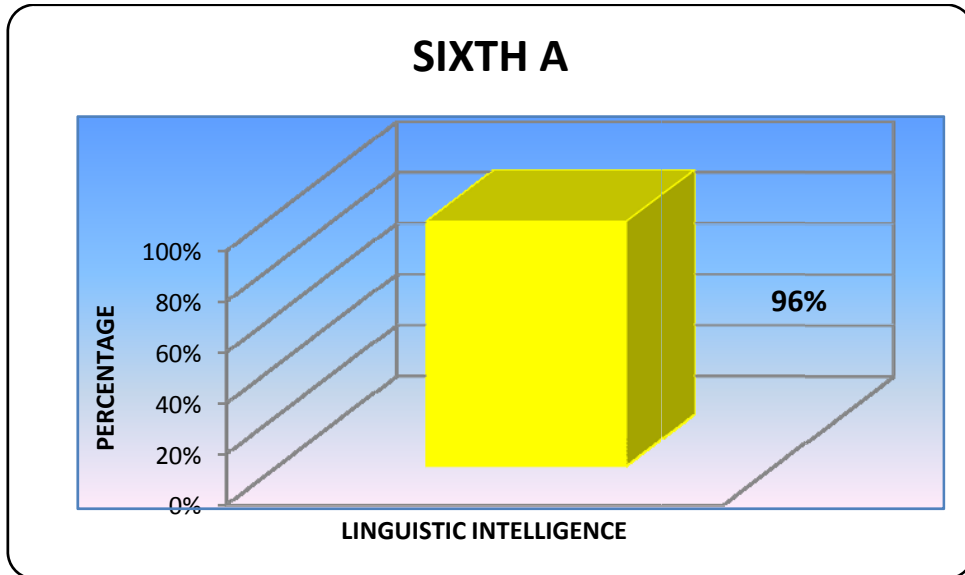 SIXTH A
100%
80%
60%
40%
20%
0%
PERCENTAGE
96%
LINGUISTIC INTELLIGENCE